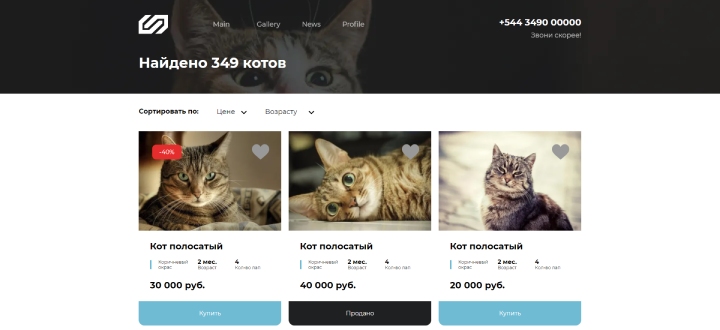 Main Gallery News Profile
+544 3490 00000
Звони скорее!
Найдено 349 котов
Сортировать по: Цене Возрасту
-40%
Кот полосатый Кот полосатый Кот полосатый
Коричневый 2 мес. 4 Коричневый 2 мес. 4 Коричневый 2 мес. 4
окрас Возраст Кол-во лап окрас Возраст Кол-во лап окрас Возраст Кол-во лап
30 000 руб. 40 000 руб. 20 000 руб.
Купить Продано Купить